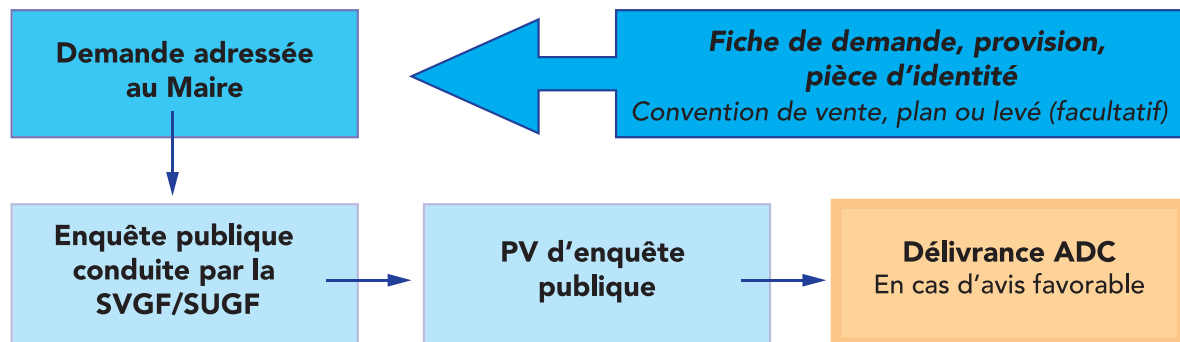 Demande adressée
au Maire
Fiche de demande, provision,
pièce d'identité
Convention de vente, plan ou levé (facultatif)
Enquête publique
conduite par la
SVGF/SUGF
PV d'enquête
publique
Délivrance ADC
En cas d'avis favorable